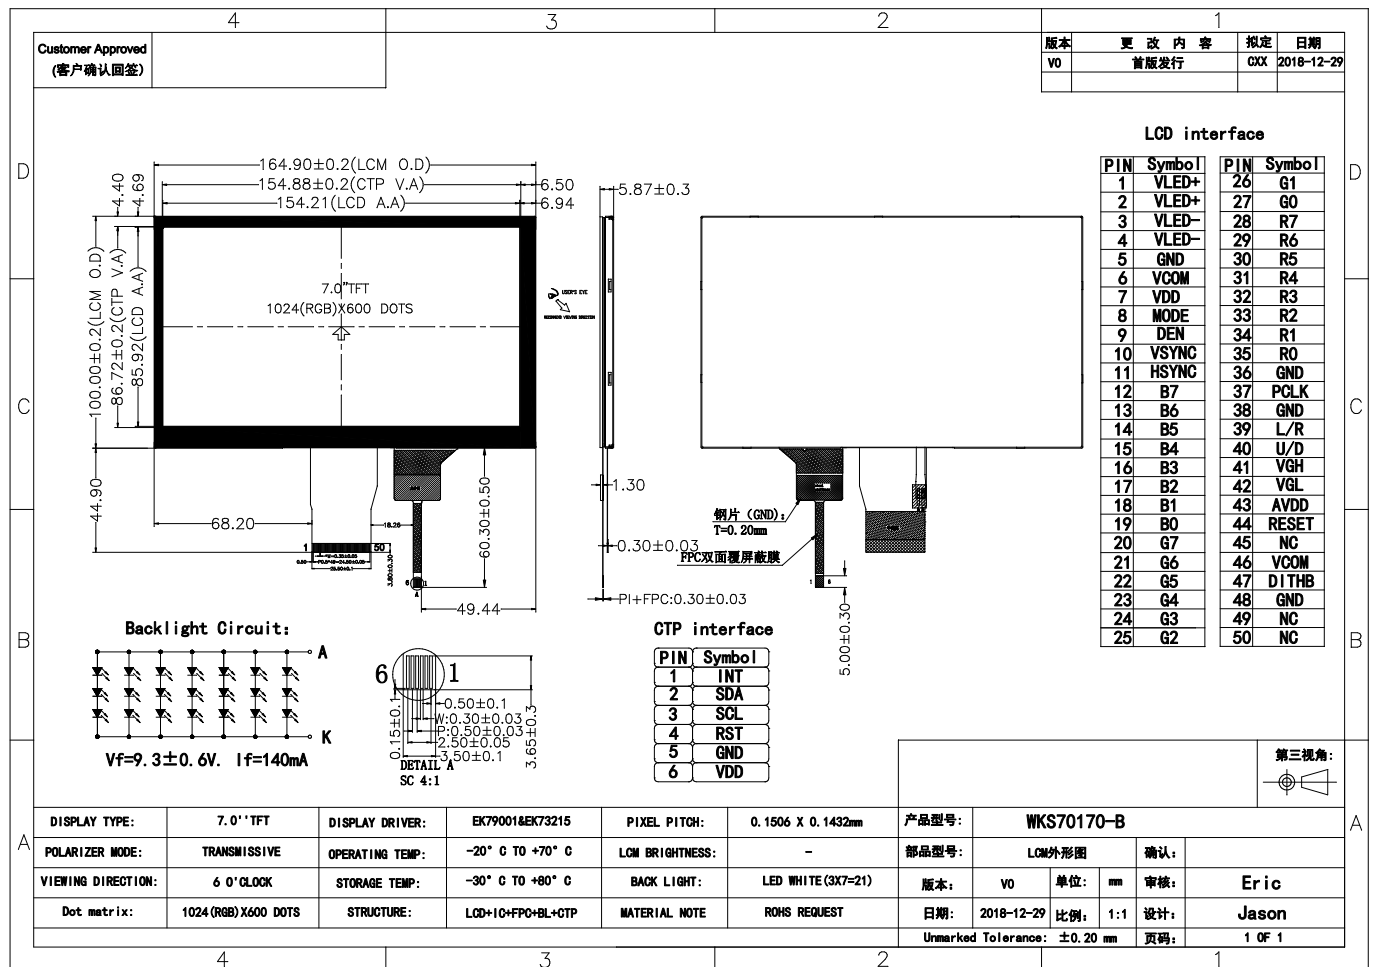 4 3 2 1
Customer Approved
(客户确认回签)
版本 更 改 内 容 拟定 日期
V0 首版发行 CXX 2018-12-29
D D
C C
B B
A A
164.90±0.2(LCM O.D)
154.88±0.2(CTP V.A)
154.21(LCD A.A)
6.50
6.94
5.87±0.3
4.40
4.69
100.00±0.2(LCM O.D)
86.72±0.2(CTP V.A)
85.92(LCD A.A)
7.0"TFT
1024(RGB)X600 DOTS
USER'S EYE
44.90
68.20
18.26
60.30±0.50
1 50
3.80±0.30
6 1
A
49.44
1.30
0.30±0.03
PI+FPC:0.30±0.03
钢片 (GND):
T=0.20mm
FPC双面覆屏蔽膜
1 6
5.00±0.30
LCD interface
PIN Symbol PIN Symbol
1 VLED+ 26 G1
2 VLED+ 27 G0
3 VLED- 28 R7
4 VLED- 29 R6
5 GND 30 R5
6 VCOM 31 R4
7 VDD 32 R3
8 MODE 33 R2
9 DEN 34 R1
10 VSYNC 35 R0
11 HSYNC 36 GND
12 B7 37 PCLK
13 B6 38 GND
14 B5 39 L/R
15 B4 40 U/D
16 B3 41 VGH
17 B2 42 VGL
18 B1 43 AVDD
19 B0 44 RESET
20 G7 45 NC
21 G6 46 VCOM
22 G5 47 DITHB
23 G4 48 GND
24 G3 49 NC
25 G2 50 NC
Backlight Circuit:
A
K
Vf=9.3±0.6V. If=140mA
6 1
0.15±0.1
0.50±0.1
W:0.30±0.03
P:0.50±0.03
2.50±0.05
3.50±0.1
3.65±0.3
DETAIL A
SC 4:1
CTP interface
PIN Symbol
1 INT
2 SDA
3 SCL
4 RST
5 GND
6 VDD
第三视角:
DISPLAY TYPE: 7.0''TFT DISPLAY DRIVER: EK79001&EK73215 PIXEL PITCH: 0.1506 X 0.1432mm 产品型号: WKS70170-B
POLARIZER MODE: TRANSMISSIVE OPERATING TEMP: -20° C TO +70° C LCM BRIGHTNESS: - 部品型号: LCM外形图 确认:
VIEWING DIRECTION: 6 O'CLOCK STORAGE TEMP: -30° C TO +80° C BACK LIGHT: LED WHITE(3X7=21) 版本: V0 单位: mm 审核: Eric
Dot matrix: 1024(RGB)X600 DOTS STRUCTURE: LCD+IC+FPC+BL+CTP MATERIAL NOTE ROHS REQUEST 日期: 2018-12-29 比例: 1:1 设计: Jason
Unmarked Tolerance: ±0.20 mm 页码: 1 OF 1
4 3 2 1